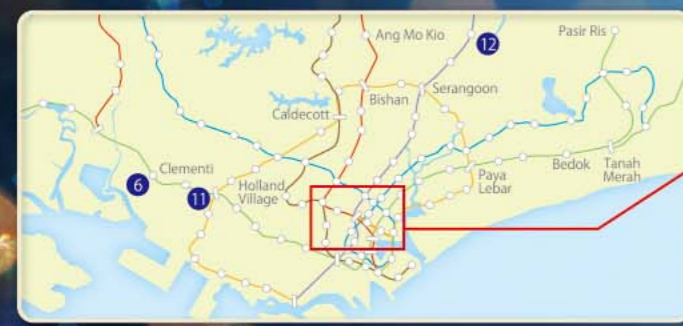 Ang Mo Kio
12
Pasir Ris
Bishan
Serangoon
Caldecott
Clementi
6
11
Holland
Village
Paya
Lebar
Bedok
Tanah
Merah